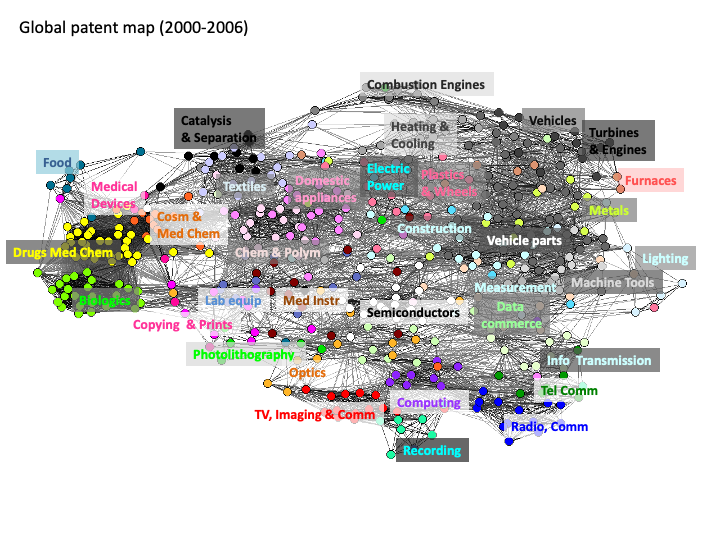 Global patent map (2000-2006)
Combustion Engines
Catalysis
& Separation
Heating &
Cooling
Vehicles
Turbines
& Engines
Food
Medical
Devices
Textiles
Domestic
appliances
Electric
Power
Plastics
& Wheels
Furnaces
Cosm &
Med Chem
Metals
Construction
Vehicle parts
Drugs Med Chem
Chem & Polym
Lighting
Measurement
Machine Tools
Biologics
Lab equip
Med Instr
Semiconductors
Data
commerce
Copying & Prints
Photolithography
Info Transmission
Optics
Tel Comm
TV, Imaging & Comm
Computing
Radio, Comm
Recording